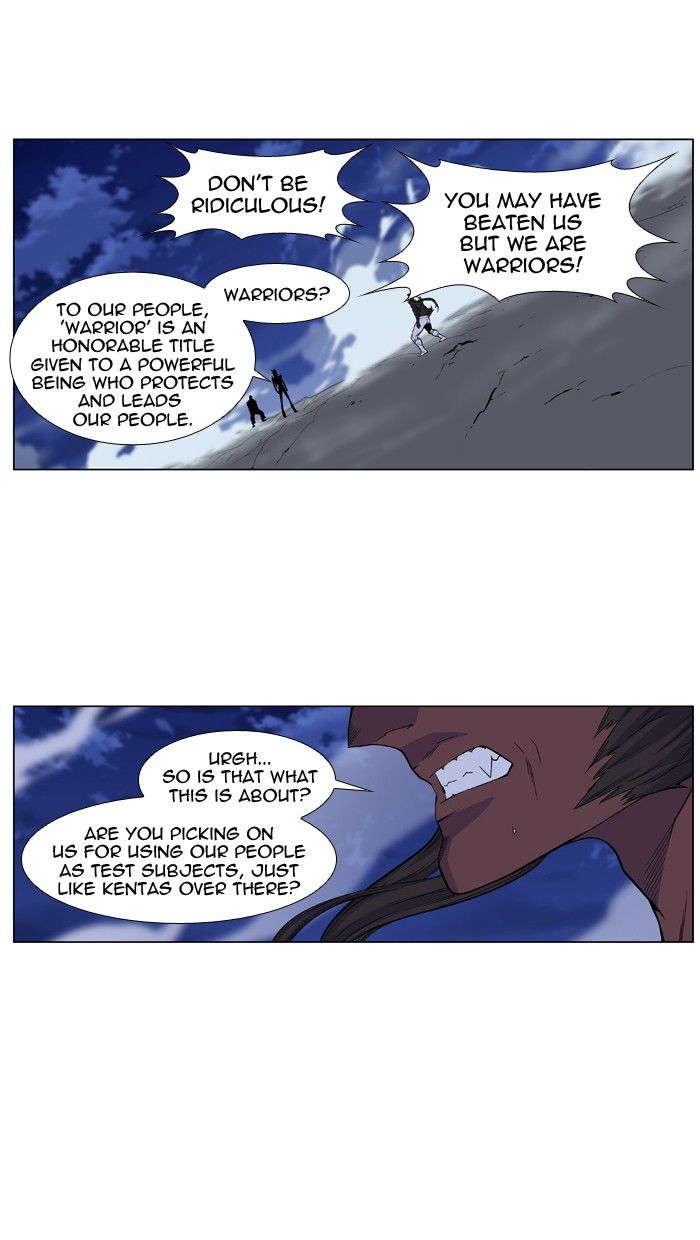 DON'T BE
RIDICULOUS!
YOU MAY HAVE
BEATEN US
BUT WE ARE
WARRIORS!
WARRIORS?
TO OUR PEOPLE,
'WARRIOR' IS AN
HONORABLE TITLE
GIVEN TO A POWERFUL
BEING WHO PROTECTS
AND LEADS
OUR PEOPLE.
URGH...
SO IS THAT WHAT
THIS IS ABOUT?
ARE YOU PICKING ON
US FOR USING OUR PEOPLE
AS TEST SUBJECTS, JUST
LIKE KENTAS OVER THERE?